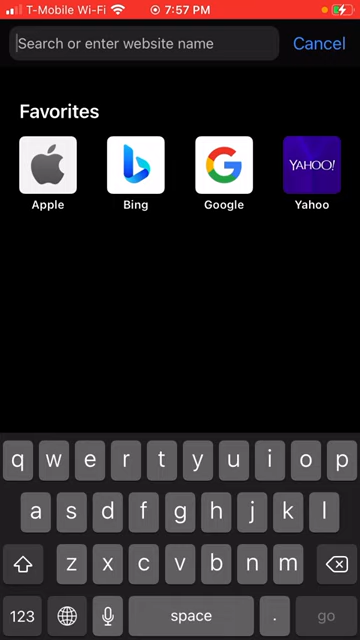 T-Mobile Wi-Fi 7:57 PM
Search or enter website name Cancel
Favorites
YAHOO!
Apple Bing Google Yahoo
q w e r t y u i o p
a s d f g h j k l
z x c v b n m
123 space . go